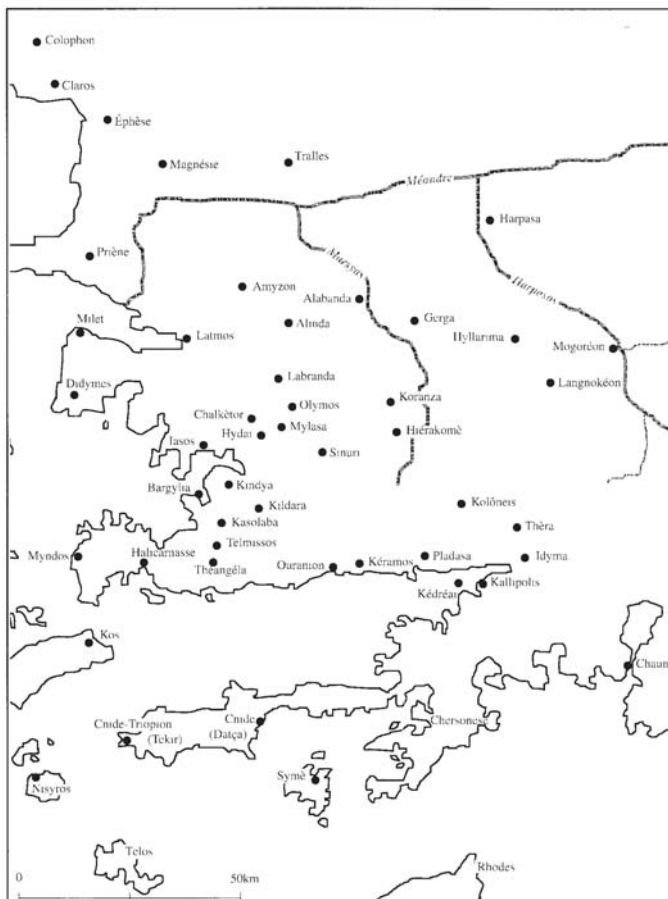 Colophon
Claros
Éphèse
Magnésie
Tralles
Méandre
Harpasa
Priène
Marsyas
Harpasos
Amyzon
Alabanda
Milet
Latmos
Alinda
Gerga
Hyllarima
Mogoréon
Labranda
Langnokéon
Didymes
Olymos
Koranza
Chalkètor
Mylasa
Hydai
Hiérakomè
Iasos
Sinuri
Kindya
Bargylia
Kildara
Kolôneis
Kasolaba
Thèra
Telmissos
Myndos
Halicarnasse
Théangéla
Ouranion
Kéramos
Pladasa
Idyma
Kédréai
Kallipolis
Kos
Chaun
Cnide-Triopion
(Tekir)
Cnide
(Datça)
Chersonèse
Nisyros
Symè
Telos
Rhodes
0
50km